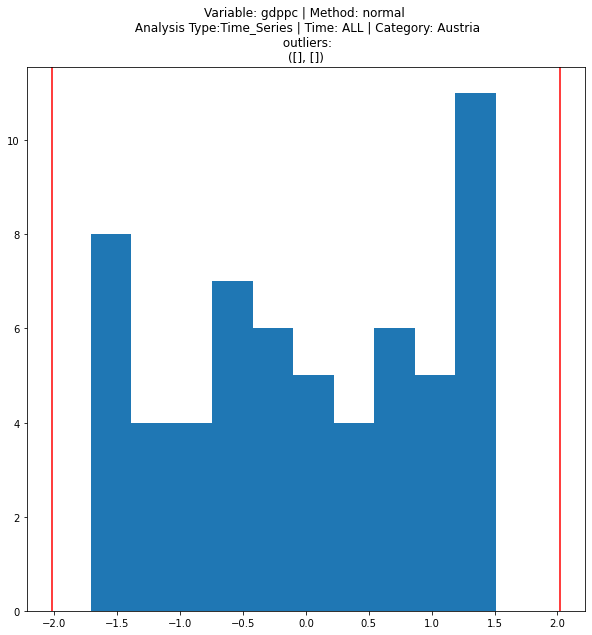 Variable: gdppc | Method: normal
Analysis Type:Time_Series | Time: ALL | Category: Austria
outliers:
([], [])
10
8
6
4
2
0
−2.0 −1.5 −1.0 −0.5 0.0 0.5 1.0 1.5 2.0